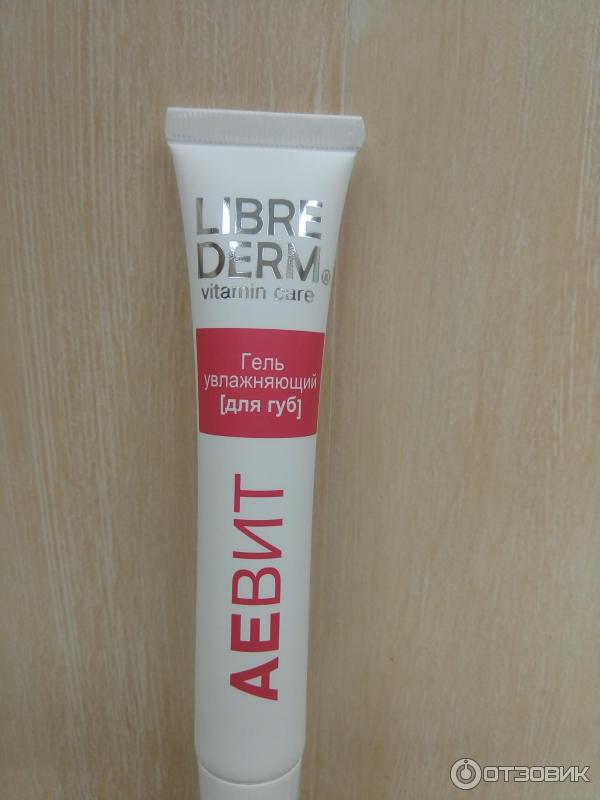 LIBRE
DERM®
vitamin care
Гель
увлажняющий
[для губ]
АЕВИТ
ОТЗОВИК